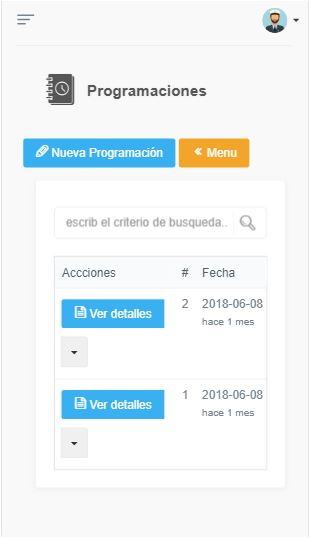 Programaciones
Nueva Programación
Menu
escrib el criterio de busqueda..
Accciones # Fecha
Ver detalles 2 2018-06-08
hace 1 mes
Ver detalles 1 2018-06-08
hace 1 mes